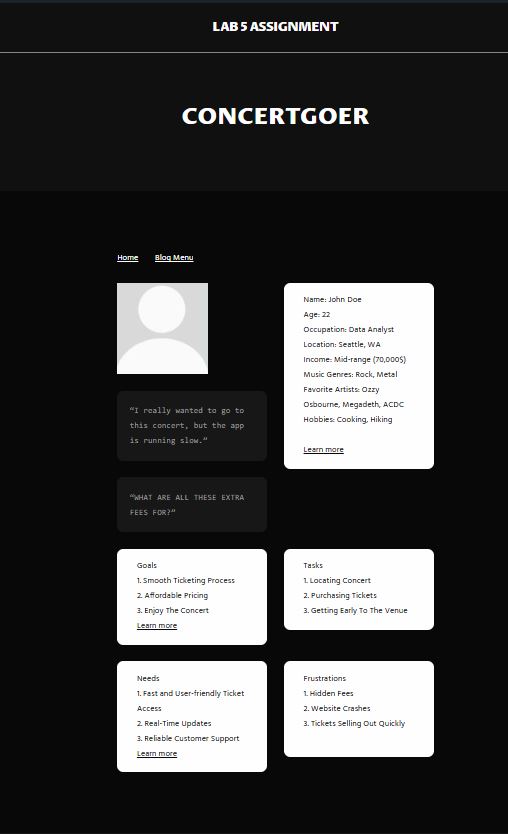 LAB 5 ASSIGNMENT
CONCERTGOER
Home Blog Menu
Name: John Doe
Age: 22
Occupation: Data Analyst
Location: Seattle, WA
Income: Mid-range (70,000$)
Music Genres: Rock, Metal
Favorite Artists: Ozzy
Osbourne, Megadeth, ACDC
Hobbies: Cooking, Hiking
Learn more
“I really wanted to go to
this concert, but the app
is running slow.”
“WHAT ARE ALL THESE EXTRA
FEES FOR?”
Goals
1. Smooth Ticketing Process
2. Affordable Pricing
3. Enjoy The Concert
Learn more
Tasks
1. Locating Concert
2. Purchasing Tickets
3. Getting Early To The Venue
Needs
1. Fast and User-friendly Ticket
Access
2. Real-Time Updates
3. Reliable Customer Support
Learn more
Frustrations
1. Hidden Fees
2. Website Crashes
3. Tickets Selling Out Quickly